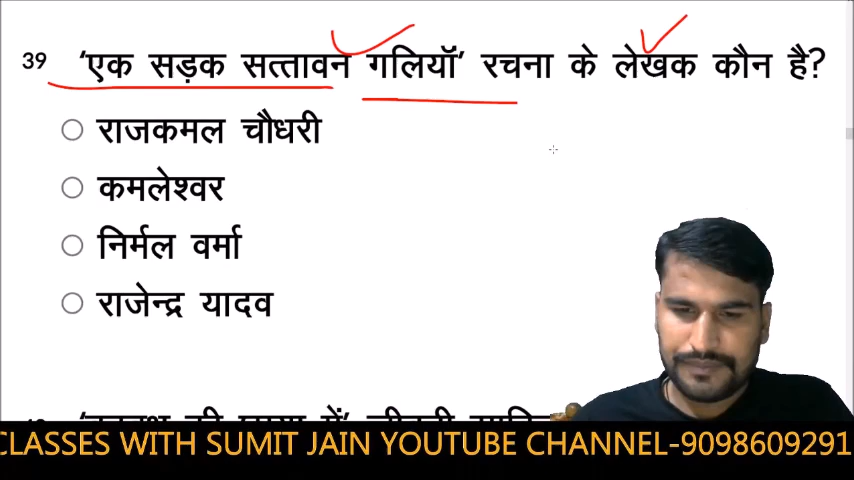 39 'एक सड़क सत्तावन गलियाॅ' रचना के लेखक कौन है?
राजकमल चौधरी
कमलेश्वर
निर्मल वर्मा
राजेन्द्र यादव
CLASSES WITH SUMIT JAIN YOUTUBE CHANNEL-9098609291